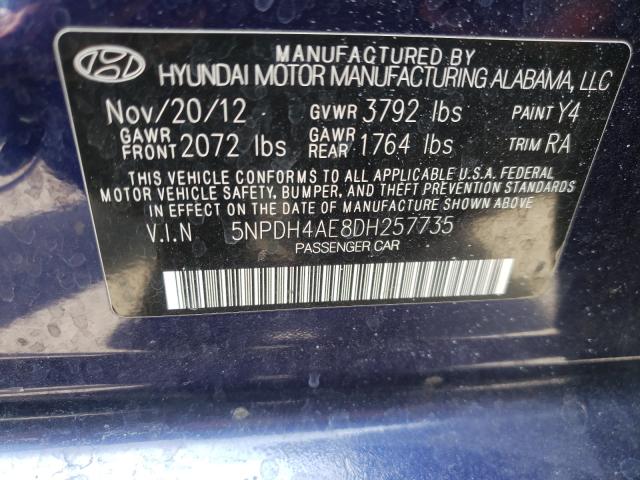 MANUFACTURED BY
HYUNDAI MOTOR MANUFACTURING ALABAMA, LLC
Nov/20/12 GVWR 3792 lbs PAINT Y4
GAWR FRONT 2072 lbs GAWR REAR 1764 lbs TRIM RA
THIS VEHICLE CONFORMS TO ALL APPLICABLE U.S.A. FEDERAL
MOTOR VEHICLE SAFETY, BUMPER, AND THEFT PREVENTION STANDARDS
IN EFFECT ON THE DATE OF MANUFACTURE SHOWN ABOVE
V.I.N 5NPDH4AE8DH257735
PASSENGER CAR